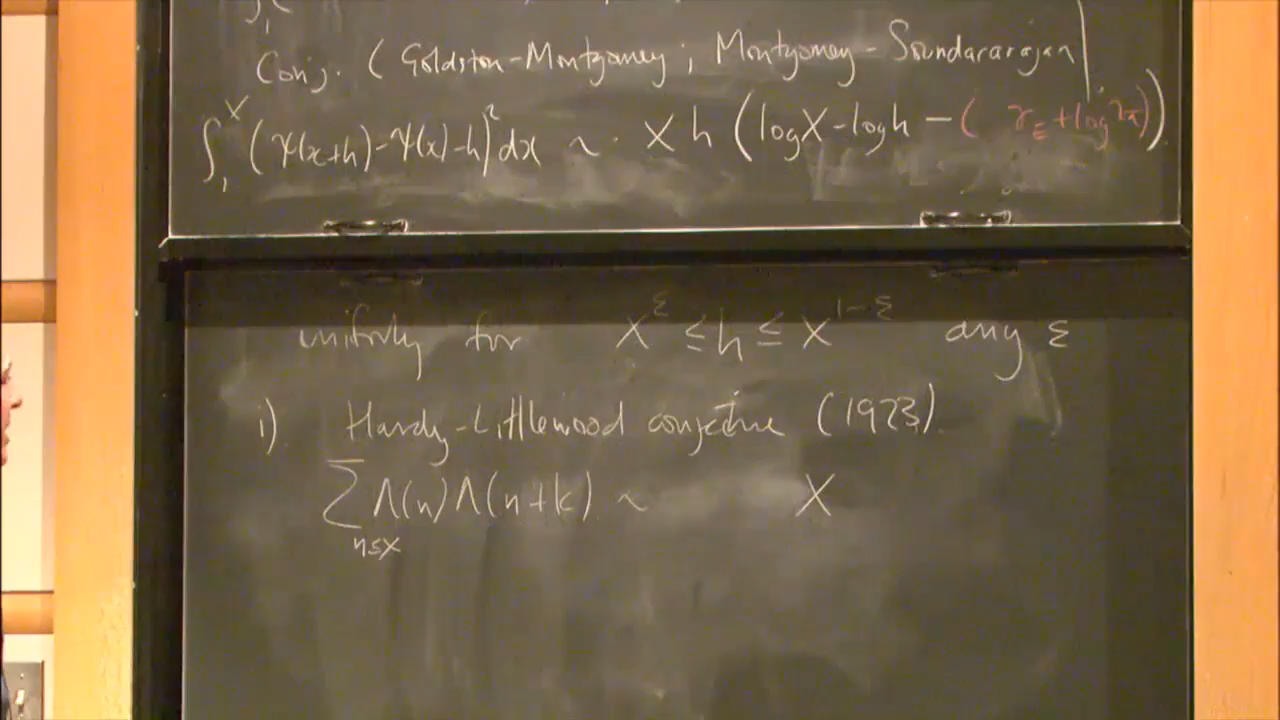 Conj. (Goldston-Montgomery; Montgomery-Soundararajan)
∫₁^X (ψ(x+h)-ψ(x)-h)² dx ~ X h (log X - log h - (γ_E + log 2π))
uniformly for X^ε ≤ h ≤ X^{1-ε} any ε
i) Hardy-Littlewood conjecture (1923).
∑_{n≤X} Λ(n)Λ(n+k) ~ X